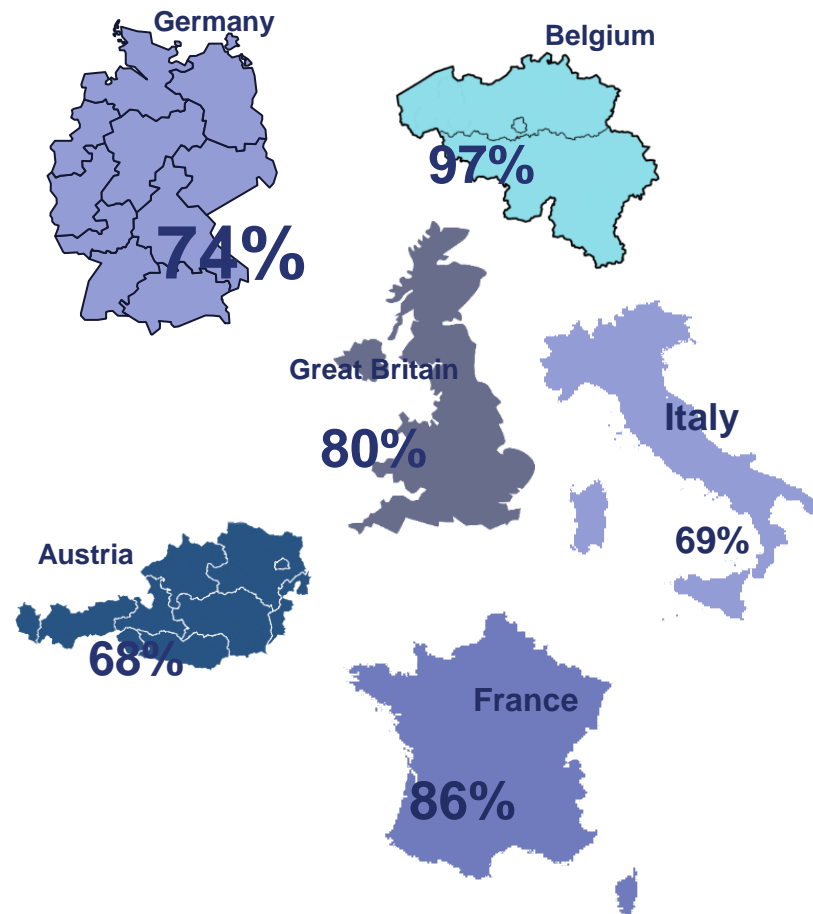 Germany
74%
Belgium
97%
Great Britain
80%
Italy
69%
Austria
68%
France
86%